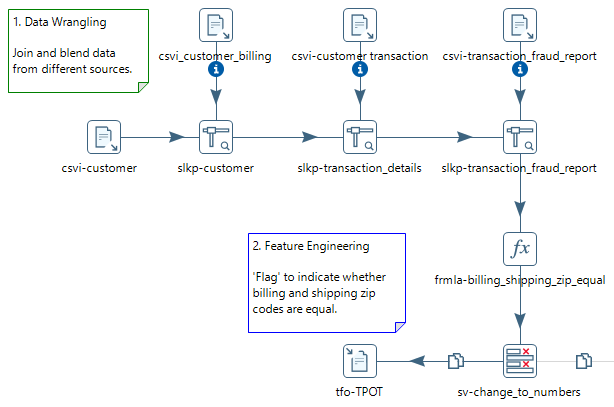 1. Data Wrangling
Join and blend data
from different sources.
csvi_customer_billing
csvi-customer transaction
csvi-transaction_fraud_report
csvi-customer
slkp-customer
slkp-transaction_details
slkp-transaction_fraud_report
2. Feature Engineering
'Flag' to indicate whether
billing and shipping zip
codes are equal.
fx
frmla-billing_shipping_zip_equal
tfo-TPOT
sv-change_to_numbers